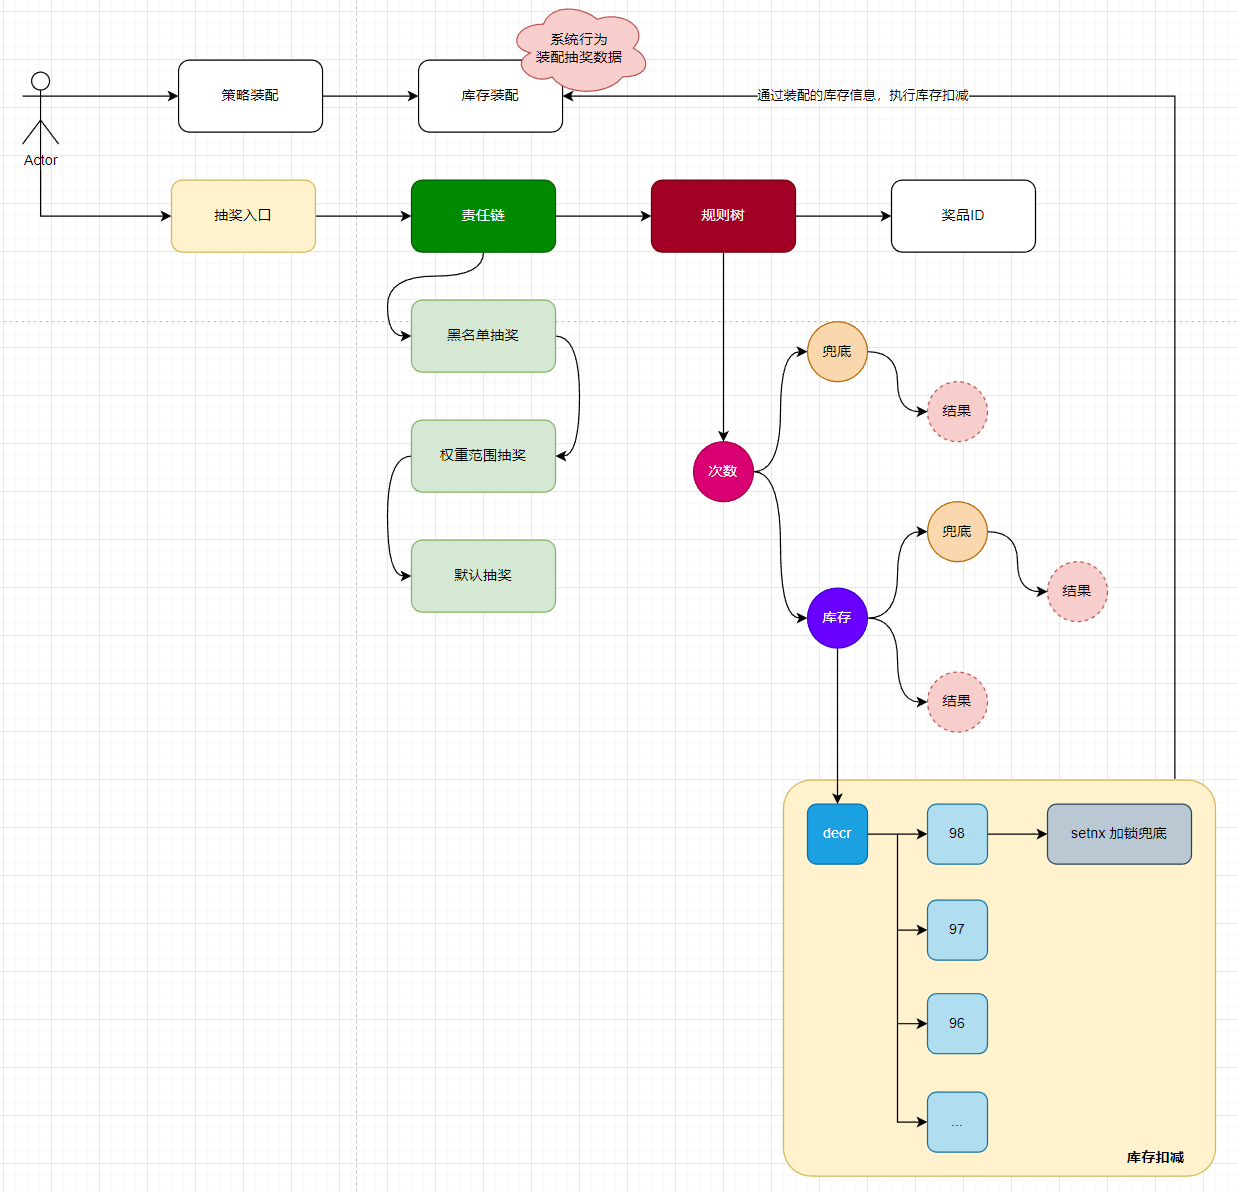 系统行为
装配抽奖数据
策略装配
库存装配
通过装配的库存信息，执行库存扣减
Actor
抽奖入口
责任链
规则树
奖品ID
黑名单抽奖
兜底
结果
权重范围抽奖
次数
兜底
默认抽奖
结果
库存
结果
decr
98
setnx 加锁兜底
97
96
...
库存扣减